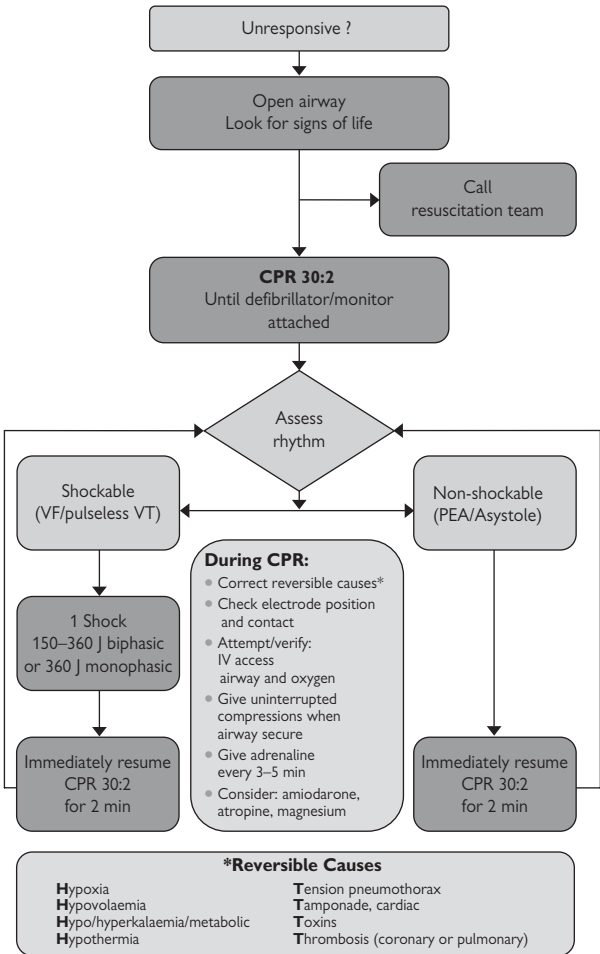 Unresponsive ?
Open airway
Look for signs of life
Call
resuscitation team
CPR 30:2
Until defibrillator/monitor
attached
Assess
rhythm
Shockable
(VF/pulseless VT)
Non-shockable
(PEA/Asystole)
1 Shock
150–360 J biphasic
or 360 J monophasic
Immediately resume
CPR 30:2
for 2 min
During CPR:
• Correct reversible causes*
• Check electrode position
and contact
• Attempt/verify:
IV access
airway and oxygen
• Give uninterrupted
compressions when
airway secure
• Give adrenaline
every 3–5 min
• Consider: amiodarone,
atropine, magnesium
Immediately resume
CPR 30:2
for 2 min
*Reversible Causes
Hypoxia
Hypovolaemia
Hypo/hyperkalaemia/metabolic
Hypothermia
Tension pneumothorax
Tamponade, cardiac
Toxins
Thrombosis (coronary or pulmonary)